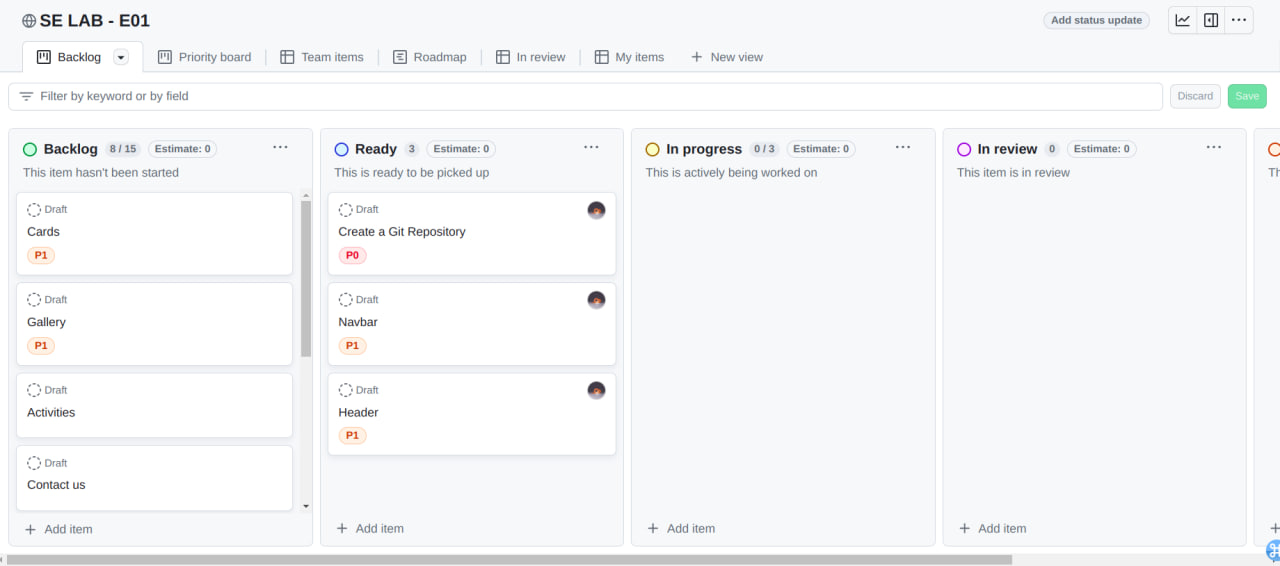 SE LAB - E01
Add status update
Backlog
Priority board
Team items
Roadmap
In review
My items
New view
Filter by keyword or by field
Discard
Save
Backlog 8 / 15 Estimate: 0
This item hasn't been started
Draft
Cards
P1
Draft
Gallery
P1
Draft
Activities
Draft
Contact us
Add item
Ready 3 Estimate: 0
This is ready to be picked up
Draft
Create a Git Repository
P0
Draft
Navbar
P1
Draft
Header
P1
Add item
In progress 0 / 3 Estimate: 0
This is actively being worked on
Add item
In review 0 Estimate: 0
This item is in review
Add item